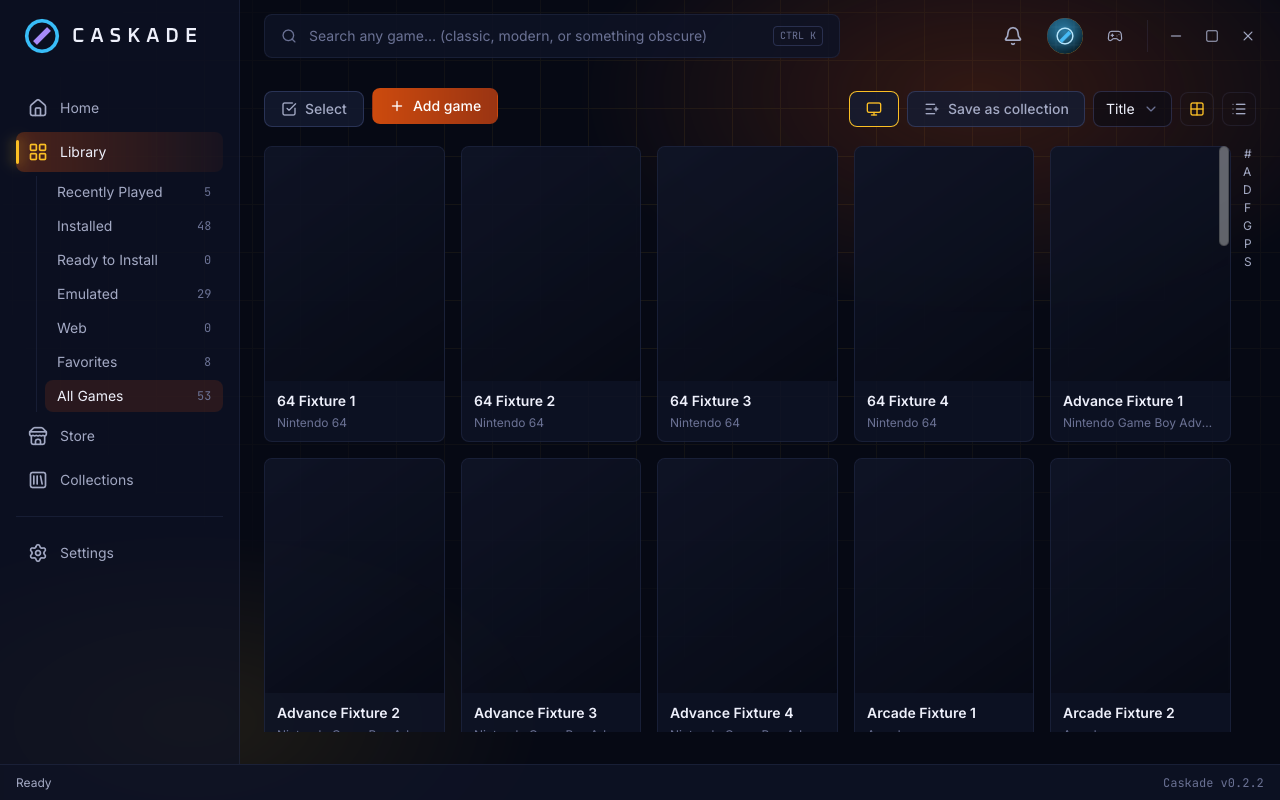 CASKADE
Search any game... (classic, modern, or something obscure)
CTRL K
Home
Library
Recently Played 5
Installed 48
Ready to Install 0
Emulated 29
Web 0
Favorites 8
All Games 53
Store
Collections
Settings
Select
Add game
Save as collection
Title
64 Fixture 1
Nintendo 64
64 Fixture 2
Nintendo 64
64 Fixture 3
Nintendo 64
64 Fixture 4
Nintendo 64
Advance Fixture 1
Nintendo Game Boy Adv...
Advance Fixture 2
Advance Fixture 3
Advance Fixture 4
Arcade Fixture 1
Arcade Fixture 2
#
A
D
F
G
P
S
Ready
Caskade v0.2.2